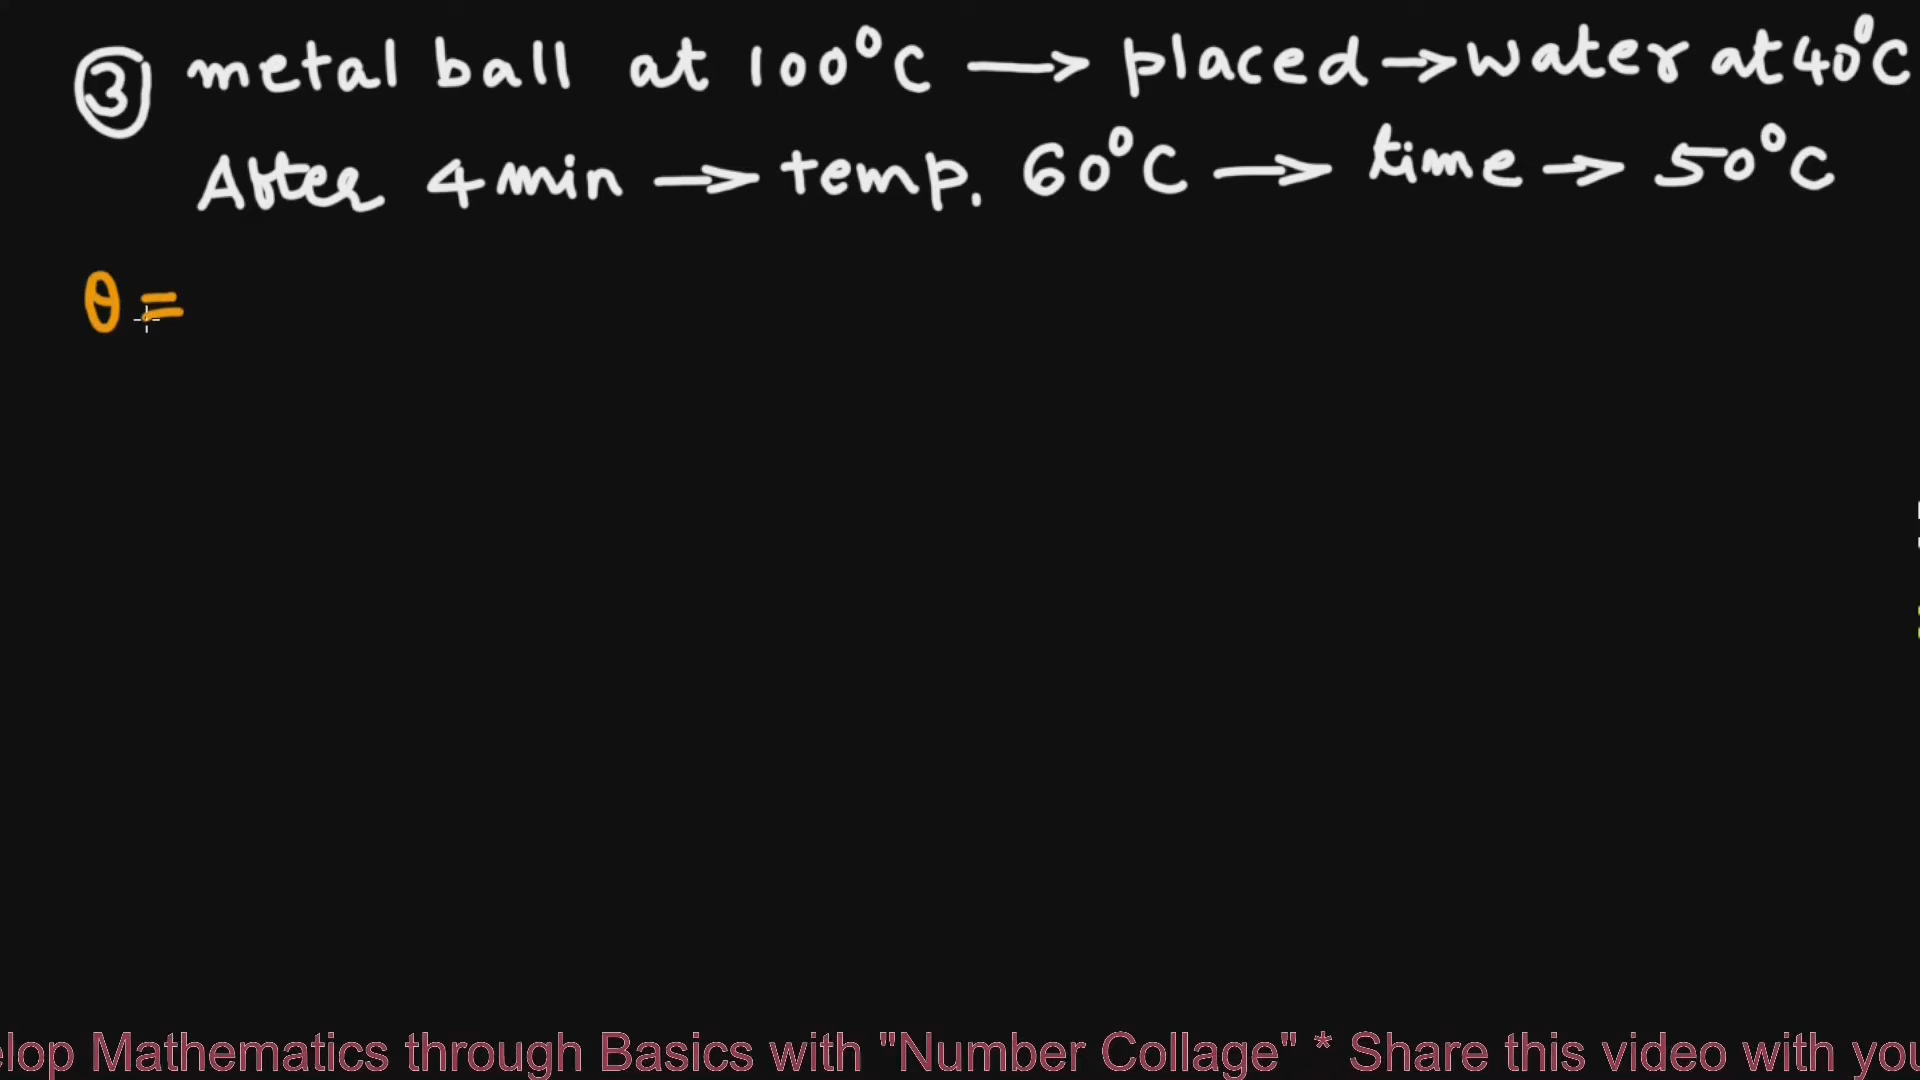 ③ metal ball at 100°C ⟶ placed → water at 40°C
After 4 min ⟶ temp. 60°C ⟶ time → 50°C
θ =
elop Mathematics through Basics with "Number Collage" * Share this video with you